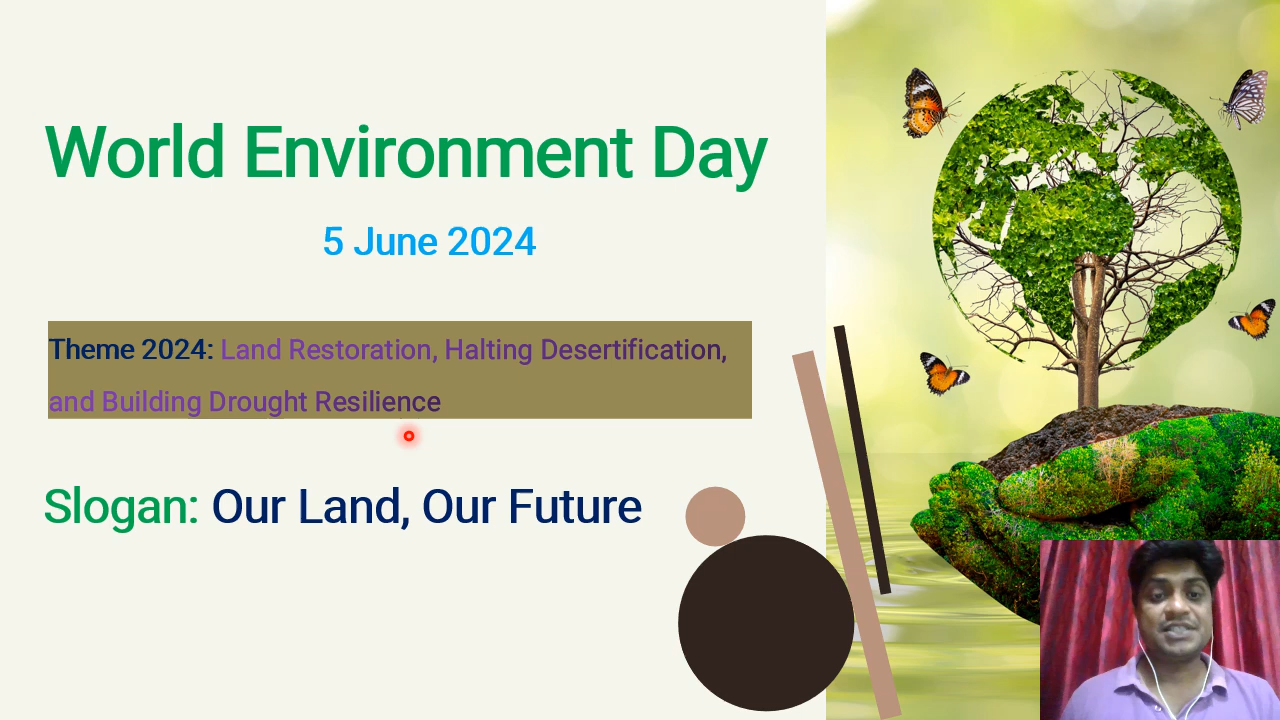 World Environment Day
5 June 2024
Theme 2024: Land Restoration, Halting Desertification,
and Building Drought Resilience
Slogan: Our Land, Our Future